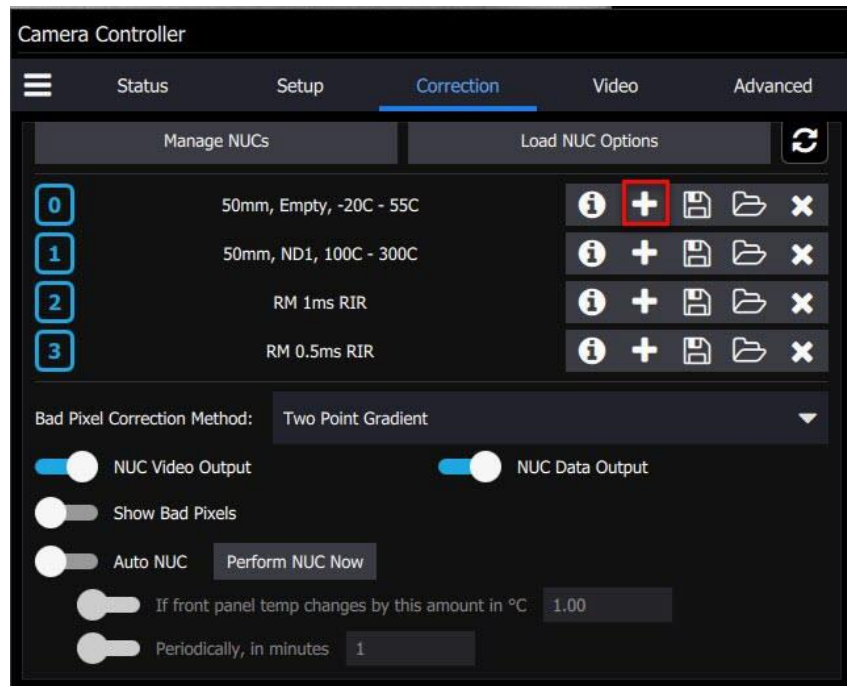 Camera Controller
Status Setup Correction Video Advanced
Manage NUCs Load NUC Options
0 50mm, Empty, -20C - 55C
1 50mm, ND1, 100C - 300C
2 RM 1ms RIR
3 RM 0.5ms RIR
Bad Pixel Correction Method: Two Point Gradient
NUC Video Output NUC Data Output
Show Bad Pixels
Auto NUC Perform NUC Now
If front panel temp changes by this amount in °C 1.00
Periodically, in minutes 1